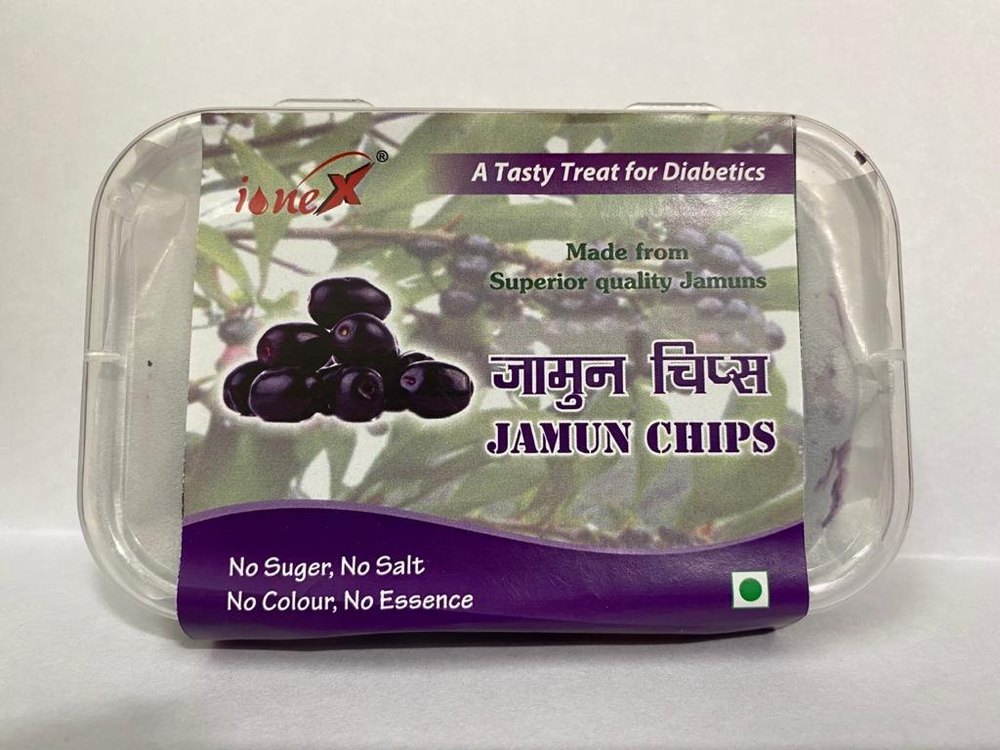 ioneX®
A Tasty Treat for Diabetics
Made from
Superior quality Jamuns
जामुन चिप्स
JAMUN CHIPS
No Suger, No Salt
No Colour, No Essence